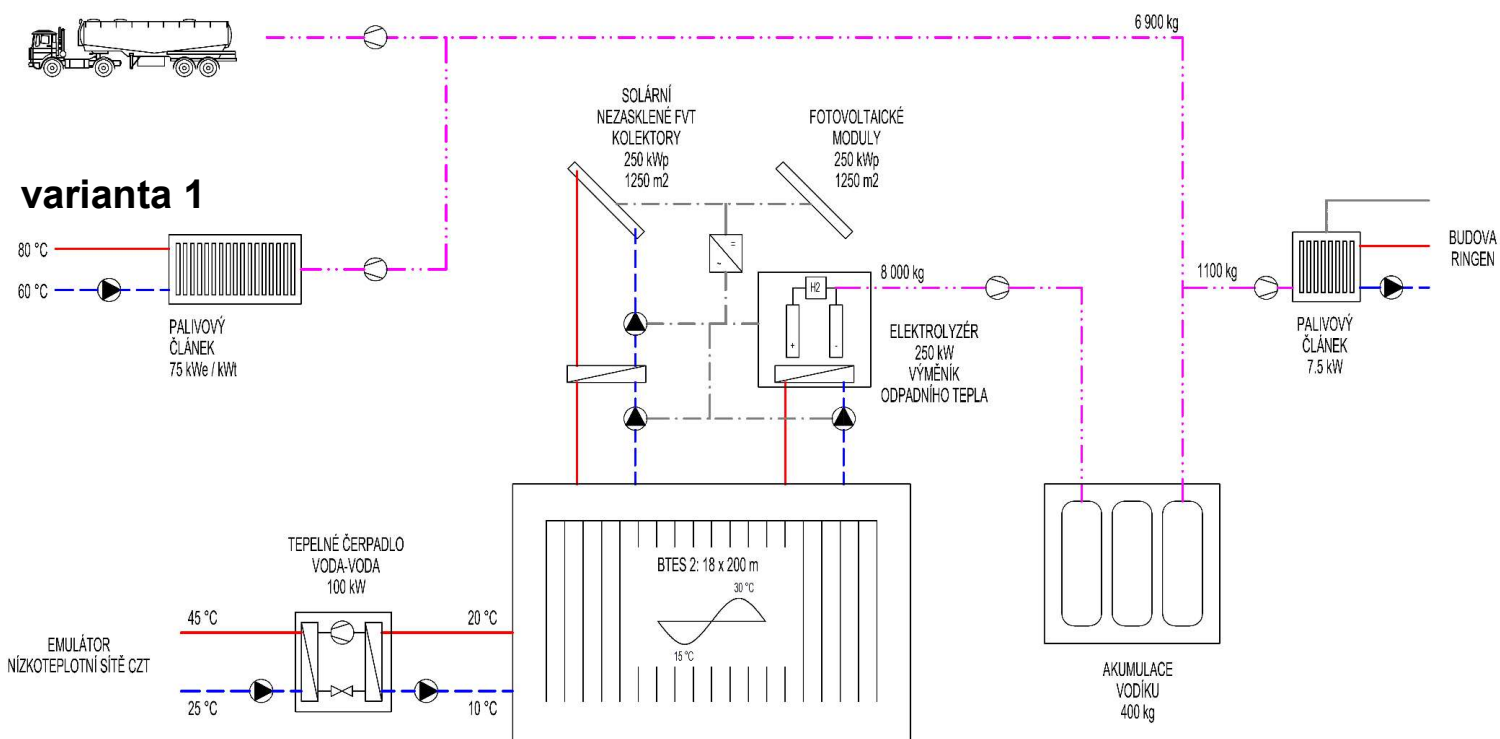 6 900 kg
SOLÁRNÍ
NEZASKLENÉ FVT
KOLEKTORY
250 kWp
1250 m2
FOTOVOLTAICKÉ
MODULY
250 kWp
1250 m2
varianta 1
80 °C
60 °C
PALIVOVÝ
ČLÁNEK
75 kWe / kWt
=
~
H2
+
-
8 000 kg
ELEKTROLYZÉR
250 kW
VÝMĚNÍK
ODPADNÍHO TEPLA
1100 kg
BUDOVA
RINGEN
PALIVOVÝ
ČLÁNEK
7.5 kW
TEPELNÉ ČERPADLO
VODA-VODA
100 kW
45 °C
20 °C
EMULÁTOR
NÍZKOTEPLOTNÍ SÍTĚ CZT
25 °C
10 °C
BTES 2: 18 x 200 m
30 °C
15 °C
AKUMULACE
VODÍKU
400 kg